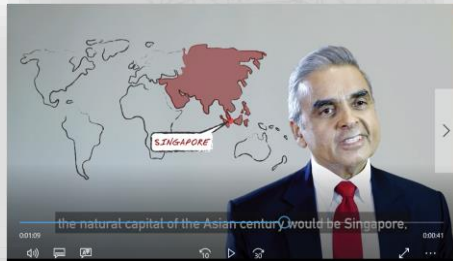 SINGAPORE
the natural capital of the Asian century would be Singapore.
0:01:09
0:00:41
10
30